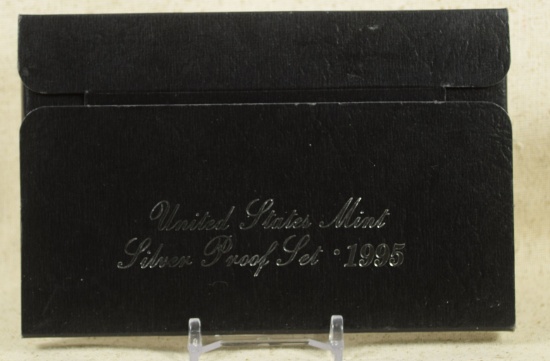 United States Mint
Silver Proof Set · 1995